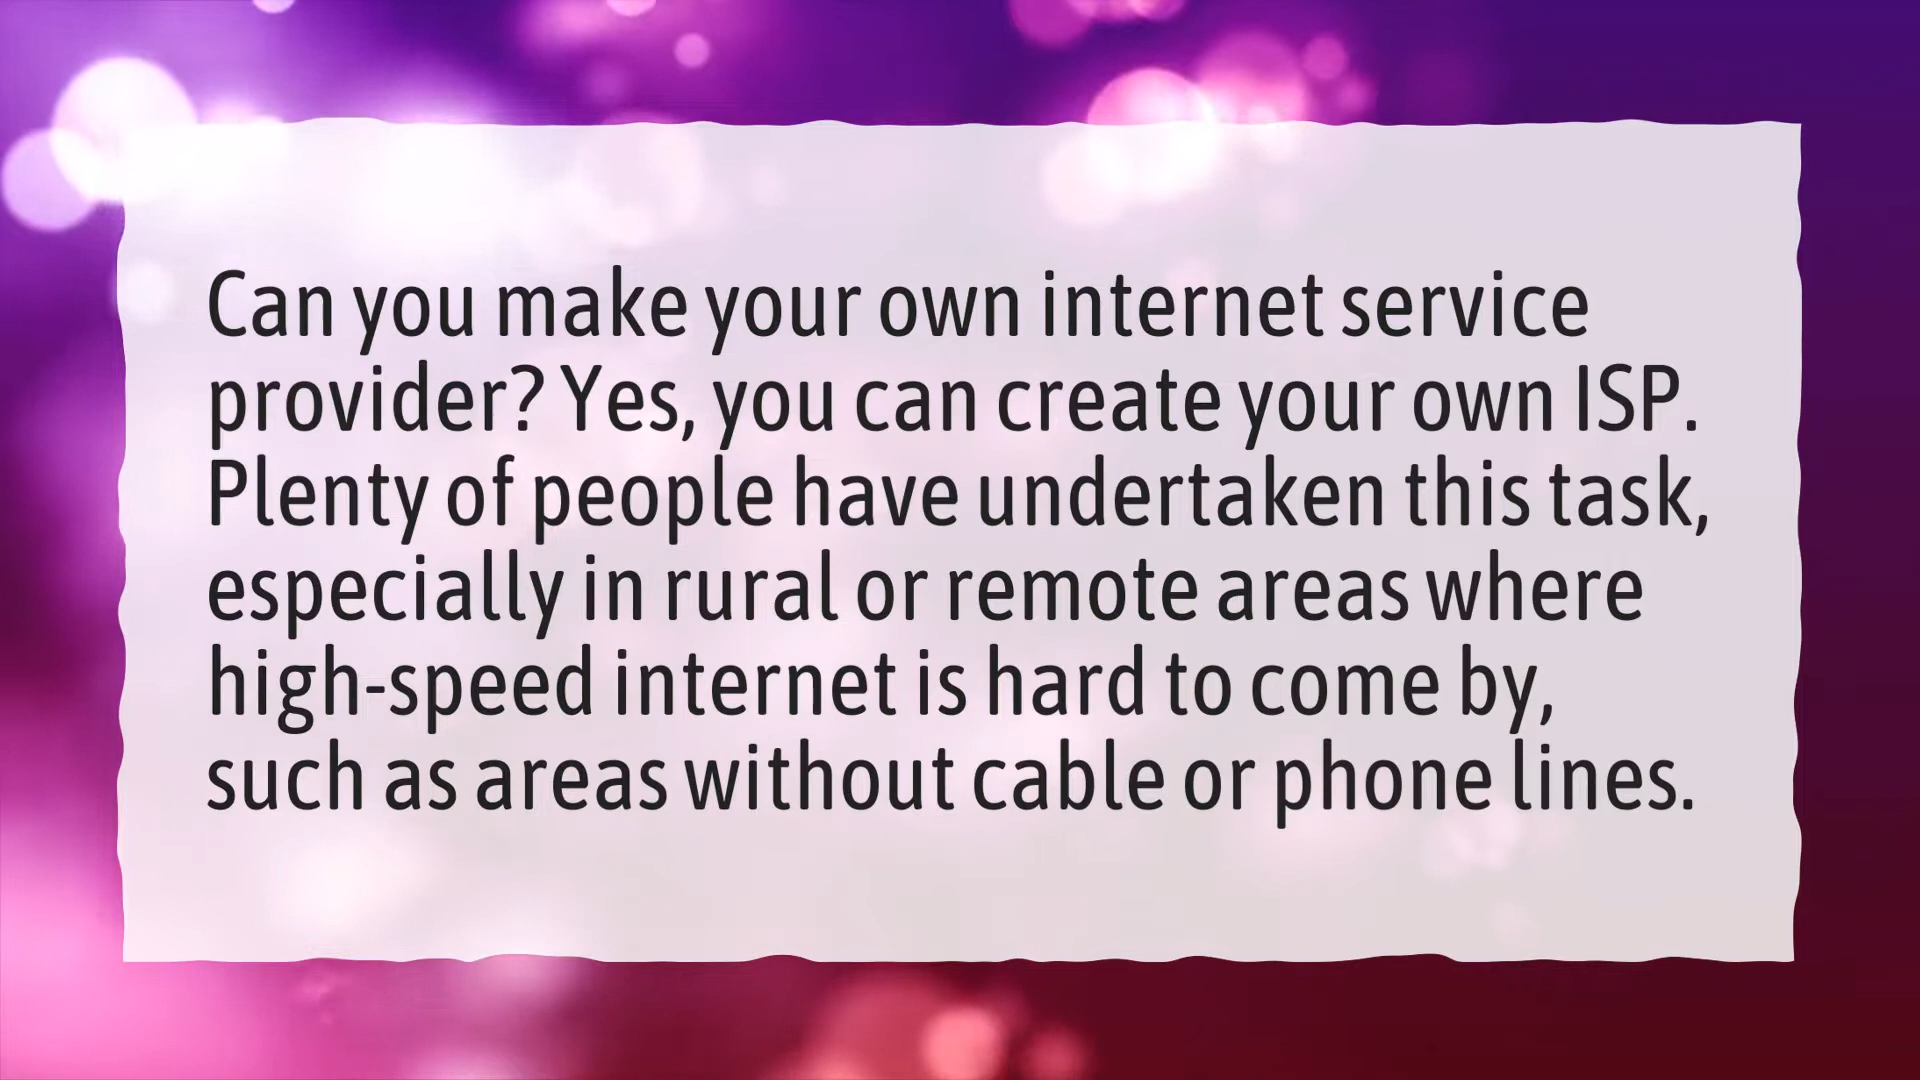 Can you make your own internet service
provider? Yes, you can create your own ISP.
Plenty of people have undertaken this task,
especially in rural or remote areas where
high-speed internet is hard to come by,
such as areas without cable or phone lines.